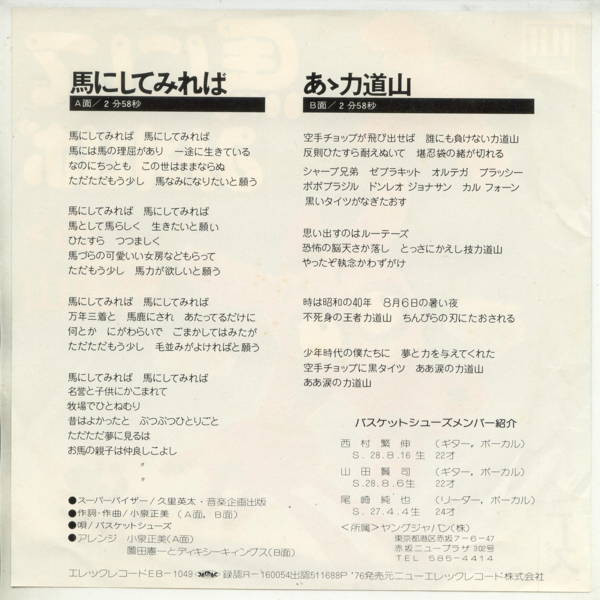 馬にしてみれば
A面/2分58秒
馬にしてみれば 馬にしてみれば
馬には馬の理屈があり 一途に生きている
なのにちっとも この世はままならぬ
ただただもう少し 馬なみになりたいと願う
馬にしてみれば 馬にしてみれば
馬として馬らしく 生きたいと願い
ひたすら つつましく
馬づらの可愛いい女房などもらって
ただもう少し 馬力が欲しいと願う
馬にしてみれば 馬にしてみれば
万年三着と 馬鹿にされ あたってるだけに
何とか にがわらいで ごまかしてはみたが
ただただもう少し 毛並みがよければと願う
馬にしてみれば 馬にしてみれば
名誉と子供にかこまれて
牧場でひとねむり
昔はよかったと ぶつぶつひとりごと
ただただ夢に見るは
お馬の親子は仲良しこよし
〃
〃
●スーパーバイザー/久里英太・音楽企画出版
●作詞・作曲/小泉正美(A面,B面)
●唄/バスケットシューズ
●アレンジ 小泉正美(A面)
薗田憲一とディキシーキィングス(B面)
あゝ力道山
B面/2分58秒
空手チョップが飛び出せば 誰にも負けない力道山
反則ひたすら耐えぬいて 堪忍袋の緒が切れる
シャープ兄弟 ゼブラキット オルテガ ブラッシー
ボボブラジル ドンレオ ジョナサン カル フォーン
黒いタイツがなぎたおす
思い出すのはルーテーズ
恐怖の脳天さか落し とっさにかえし技力道山
やったぞ執念かわずがけ
時は昭和の40年 8月6日の暑い夜
不死身の王者力道山 ちんぴらの刃にたおされる
少年時代の僕たちに 夢と力を与えてくれた
空手チョップに黒タイツ ああ涙の力道山
ああ涙の力道山
バスケットシューズメンバー紹介
西村繁伸 (ギター,ボーカル)
S.28.8.16生 22才
山田賢司 (ギター,ボーカル)
S.28.8.6生 22才
尾崎純也 (リーダー,ボーカル)
S.27.4.4生 24才
<所属>ヤングジャパン(株)
東京都港区赤坂7-6-47
赤坂ニュープラザ302号
TEL 585-4414
エレックレコードEB-1049 録認R-160054出認511688P '76発売元ニューエレックレコード株式会社